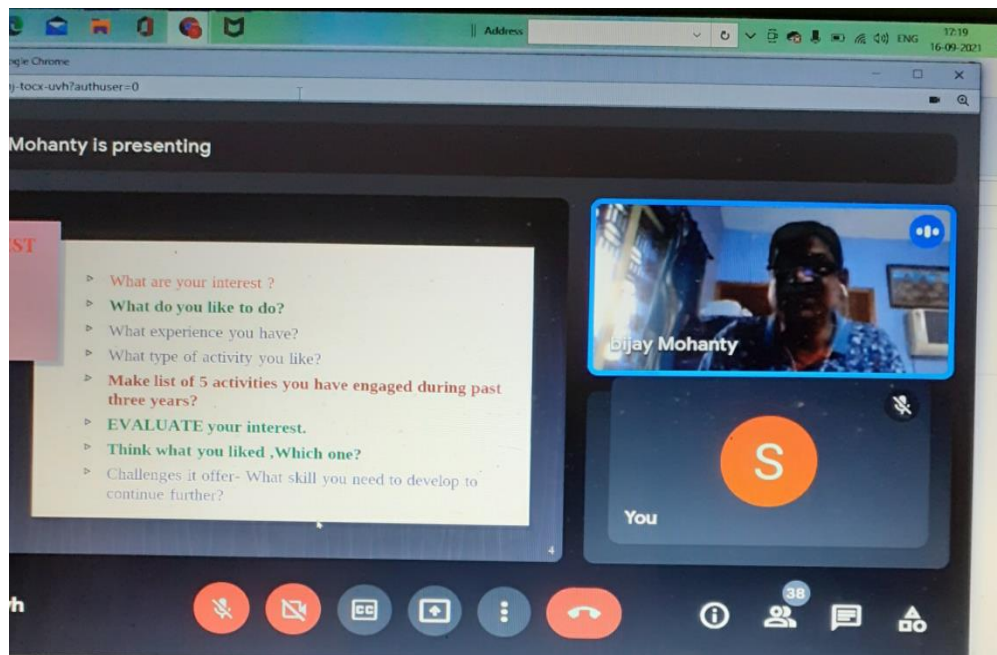 Address
ENG
17:19
16-09-2021
gle Chrome
j-tocx-uvh?authuser=0
Mohanty is presenting
ST
What are your interest ?
What do you like to do?
What experience you have?
What type of activity you like?
Make list of 5 activities you have engaged during past
three years?
EVALUATE your interest.
Think what you liked ,Which one?
Challenges it offer- What skill you need to develop to
continue further?
4
bijay Mohanty
S
You
h
CC
38